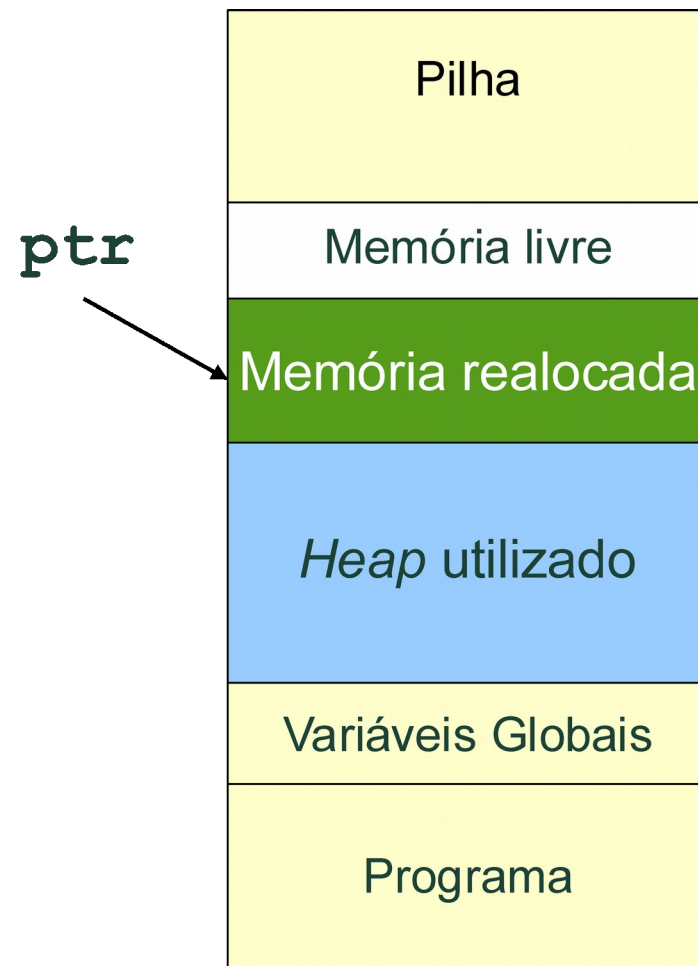 Pilha
ptr
Memória livre
Memória realocada
Heap utilizado
Variáveis Globais
Programa